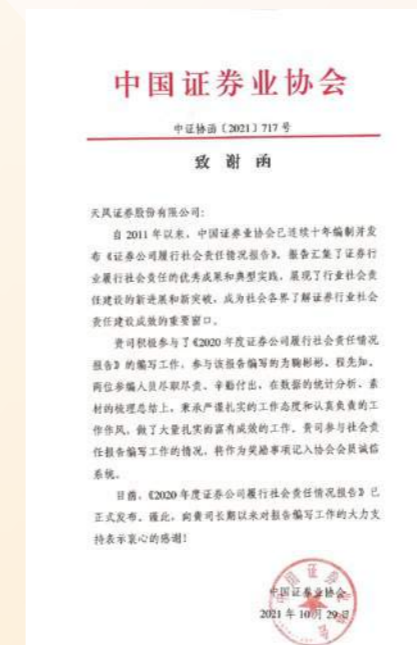 中国证券业协会
中证协函〔2021〕717号
致 谢 函
天风证券股份有限公司:
自 2011 年以来,中国证券业协会已连续十年编制并发
布《证券公司履行社会责任情况报告》。报告汇集了证券行
业履行社会责任的优秀成果和典型实践,展现了行业社会责
任建设的新进展和新突破,成为社会各界了解证券行业社会
责任建设成效的重要窗口。
贵司积极参与了《2020 年度证券公司履行社会责任情况
报告》的编写工作。参与该报告编写的为鞠彬彬、程先知。
两位参编人员尽职尽责、辛勤付出,在数据的统计分析、素
材的梳理总结上,秉承严谨扎实的工作态度和认真负责的工
作作风,做了大量扎实而富有成效的工作。贵司参与社会责
任报告编写工作的情况,将作为奖励事项记入协会会员诚信
系统。
目前,《2020 年度证券公司履行社会责任情况报告》已
正式发布。谨此,向贵司长期以来对报告编写工作的大力支
持表示衷心的感谢!
中国证券业协会
2021 年 10月 29日